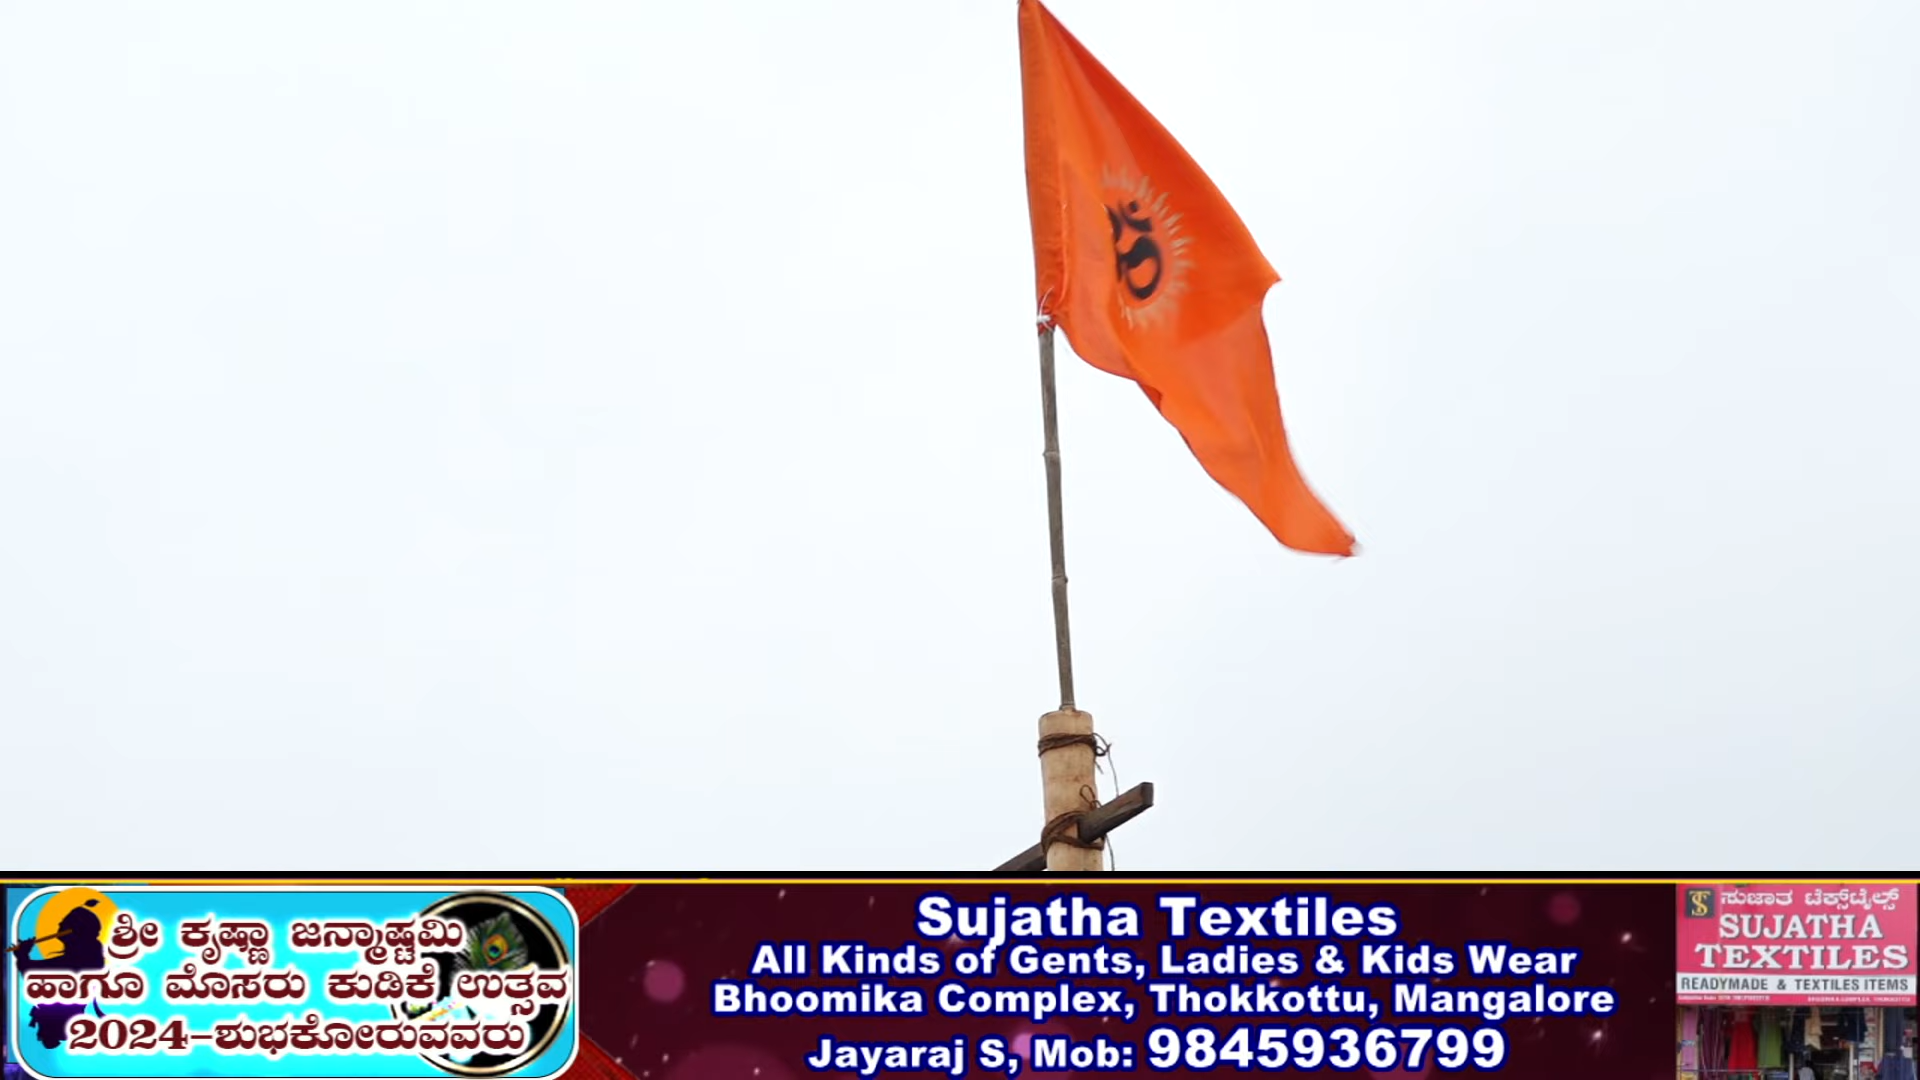 ॐ
ಶ್ರೀ ಕೃಷ್ಣಾ ಜನ್ಮಾಷ್ಟಮಿ
ಹಾಗೂ ಮೊಸರು ಕುಡಿಕೆ ಉತ್ಸವ
2024-ಶುಭಕೋರುವವರು
Sujatha Textiles
All Kinds of Gents, Ladies & Kids Wear
Bhoomika Complex, Thokkottu, Mangalore
Jayaraj S, Mob: 9845936799
ಸುಜಾತ ಟೆಕ್ಸ್‌ಟೈಲ್ಸ್
SUJATHA
TEXTILES
READYMADE & TEXTILES ITEMS